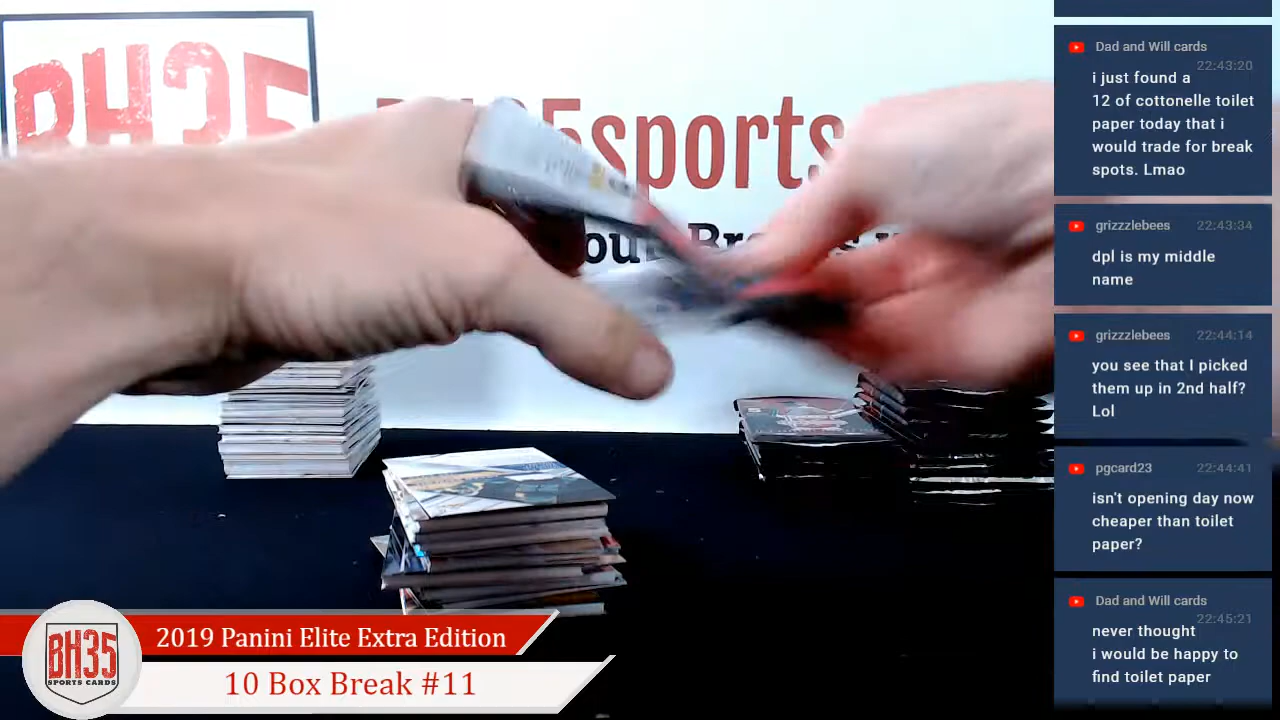 BH35
BH35sports
Dad and Will cards
22:43:20
i just found a
12 of cottonelle toilet
paper today that i
would trade for break
spots. Lmao
grizzzlebees 22:43:34
dpl is my middle
name
grizzzlebees 22:44:14
you see that I picked
them up in 2nd half?
Lol
pgcard23 22:44:41
isn't opening day now
cheaper than toilet
paper?
Dad and Will cards
22:45:21
never thought
i would be happy to
find toilet paper
BH35
SPORTS CARDS
2019 Panini Elite Extra Edition
10 Box Break #11